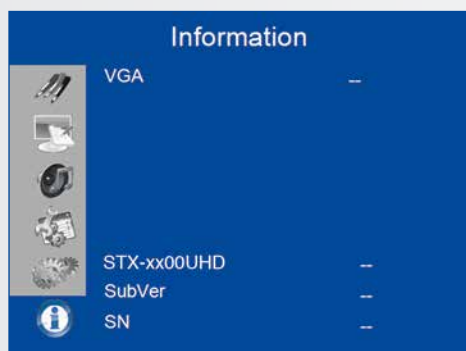 Information
VGA --
STX-xx00UHD --
SubVer --
SN --